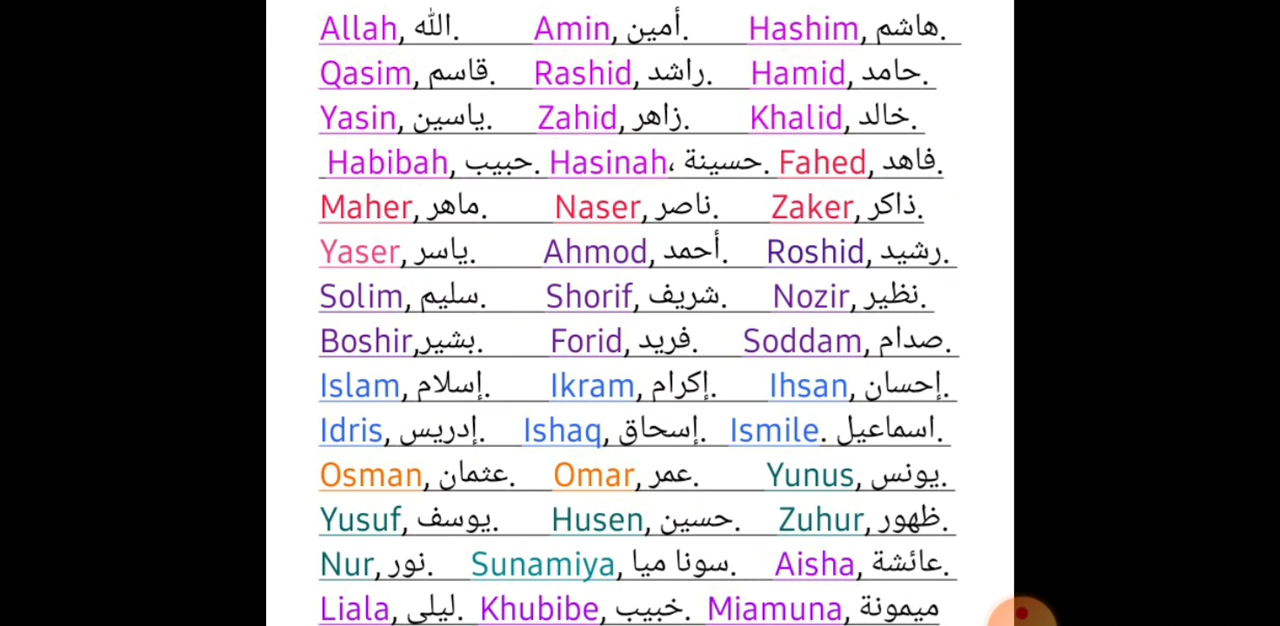 Allah, الله. Amin, أمين. Hashim, هاشم.
Qasim, قاسم. Rashid, راشد. Hamid, حامد.
Yasin, ياسين. Zahid, زاهر. Khalid, خالد.
Habibah, حبيب. Hasinah، حسينة. Fahed, فاهد.
Maher, ماهر. Naser, ناصر. Zaker, ذاكر.
Yaser, ياسر. Ahmod, أحمد. Roshid, رشيد.
Solim, سليم. Shorif, شريف. Nozir, نظير.
Boshir,بشير. Forid, فريد. Soddam, صدام.
Islam, إسلام. Ikram, إكرام. Ihsan, إحسان.
Idris, إدريس. Ishaq, إسحاق. Ismile. اسماعيل.
Osman, عثمان. Omar, عمر. Yunus, يونس.
Yusuf, يوسف. Husen, حسين. Zuhur, ظهور.
Nur, نور. Sunamiya, سونا ميا. Aisha, عائشة.
Liala, ليلى. Khubibe, خبيب. Miamuna, ميمونة